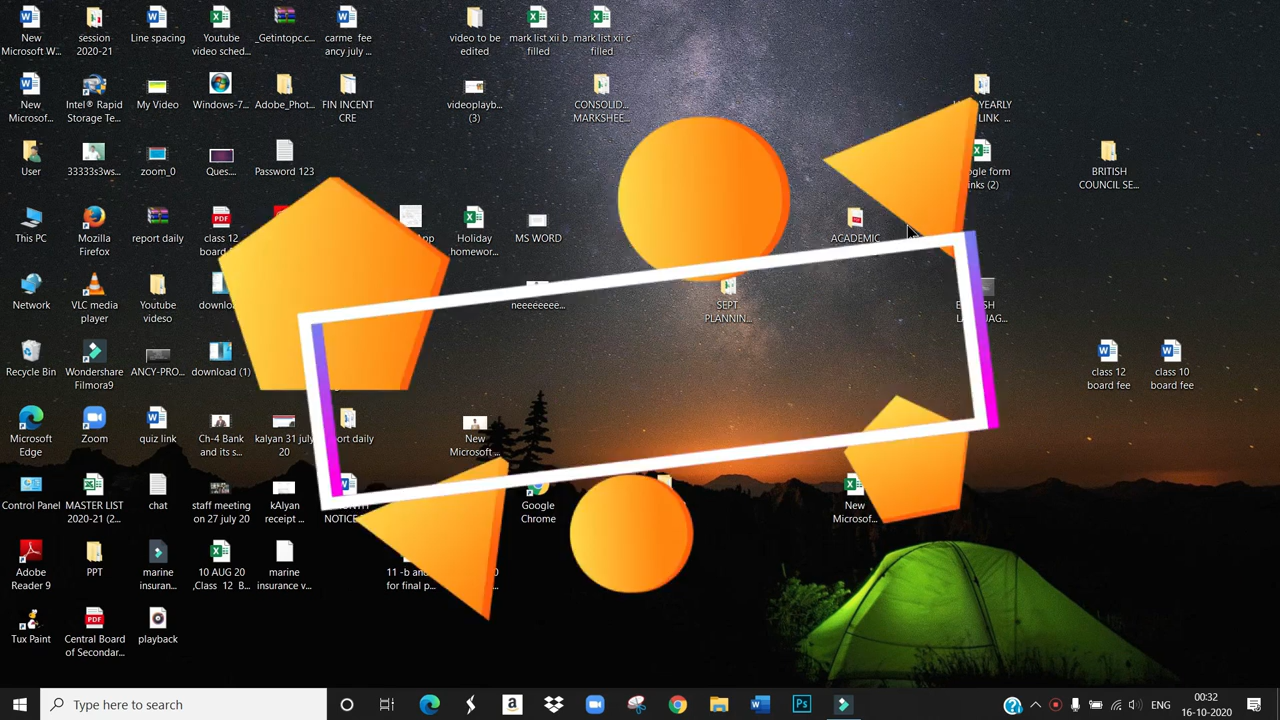 New
Microsoft W...
session
2020-21
Line spacing
Youtube
video sched...
_Getintopc....
carme fee
ancy july ...
video to be
edited
mark list xii b
filled
mark list xii c
filled
New
Microsof...
Intel® Rapid
Storage Te...
My Video
Windows-7...
Adobe_Phot...
FIN INCENT
CRE
videoplayb...
(3)
CONSOLID...
MARKSHEE...
YEARLY
LINK ...
User
33333s3ws...
zoom_0
Ques....
Password 123
form
(2)
BRITISH
COUNCIL SE...
This PC
Mozilla
Firefox
report daily
class 12
board
Holiday
homewor...
MS WORD
ACADEMIC
Network
VLC media
player
Youtube
videso
neeeeeeee...
SEPT.
PLANNIN...
Recycle Bin
Wondershare
Filmora9
ANCY-PRO...
download (1)
class 12
board fee
class 10
board fee
Microsoft
Edge
Zoom
quiz link
Ch-4 Bank
and its s...
kalyan 31 july
20
daily
New
Microsoft ...
Control Panel
MASTER LIST
2020-21 (2...
chat
staff meeting
on 27 july 20
kAlyan
receipt ...
NOTICE
Google
Chrome
New
Microsof...
Adobe
Reader 9
PPT
marine
insuran...
10 AUG 20
,Class 12 B...
marine
insurance v...
11 -b an
for final p...
Tux Paint
Central Board
of Secondar...
playback
Type here to search
ENG
00:32
16-10-2020